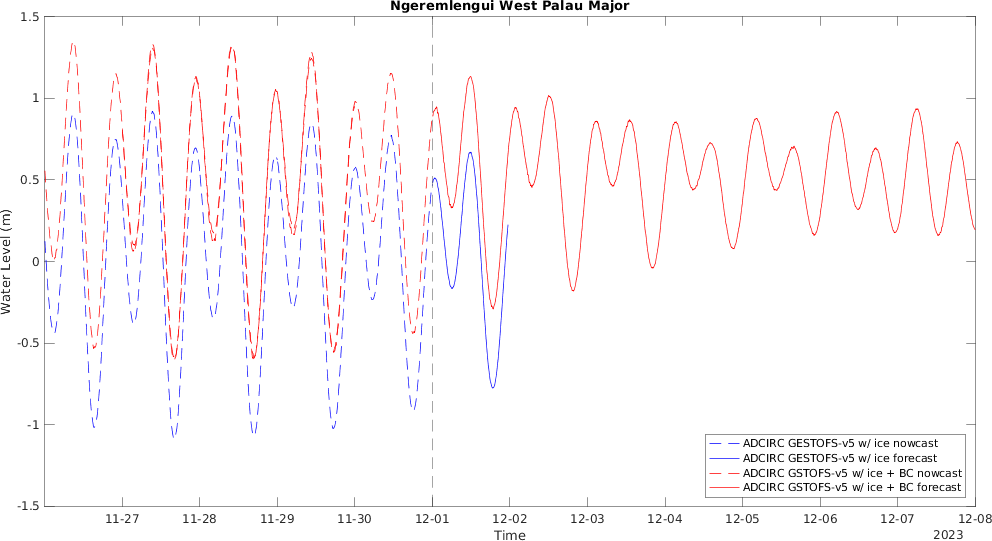 Ngeremlengui West Palau Major
Water Level (m)
1.5
1
0.5
0
-0.5
-1
-1.5
11-27 11-28 11-29 11-30 12-01 12-02 12-03 12-04 12-05 12-06 12-07 12-08
Time
2023
ADCIRC GESTOFS-v5 w/ ice nowcast
ADCIRC GESTOFS-v5 w/ ice forecast
ADCIRC GSTOFS-v5 w/ ice + BC nowcast
ADCIRC GSTOFS-v5 w/ ice + BC forecast